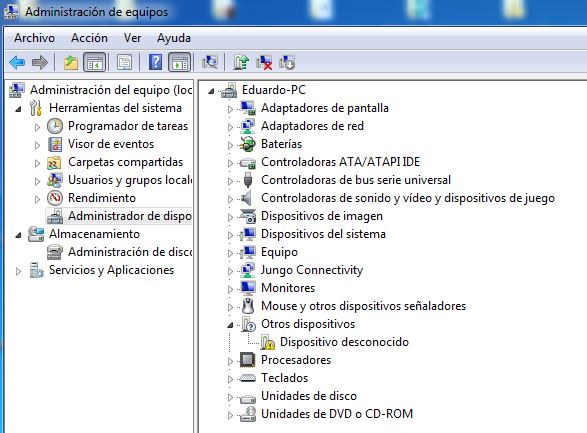 Administración de equipos
Archivo Acción Ver Ayuda
Administración del equipo (loc
Herramientas del sistema
Programador de tareas
Visor de eventos
Carpetas compartidas
Usuarios y grupos locale
Rendimiento
Administrador de dispo
Almacenamiento
Administración de disco
Servicios y Aplicaciones
Eduardo-PC
Adaptadores de pantalla
Adaptadores de red
Baterías
Controladoras ATA/ATAPI IDE
Controladoras de bus serie universal
Controladoras de sonido y vídeo y dispositivos de juego
Dispositivos de imagen
Dispositivos del sistema
Equipo
Jungo Connectivity
Monitores
Mouse y otros dispositivos señaladores
Otros dispositivos
Dispositivo desconocido
Procesadores
Teclados
Unidades de disco
Unidades de DVD o CD-ROM